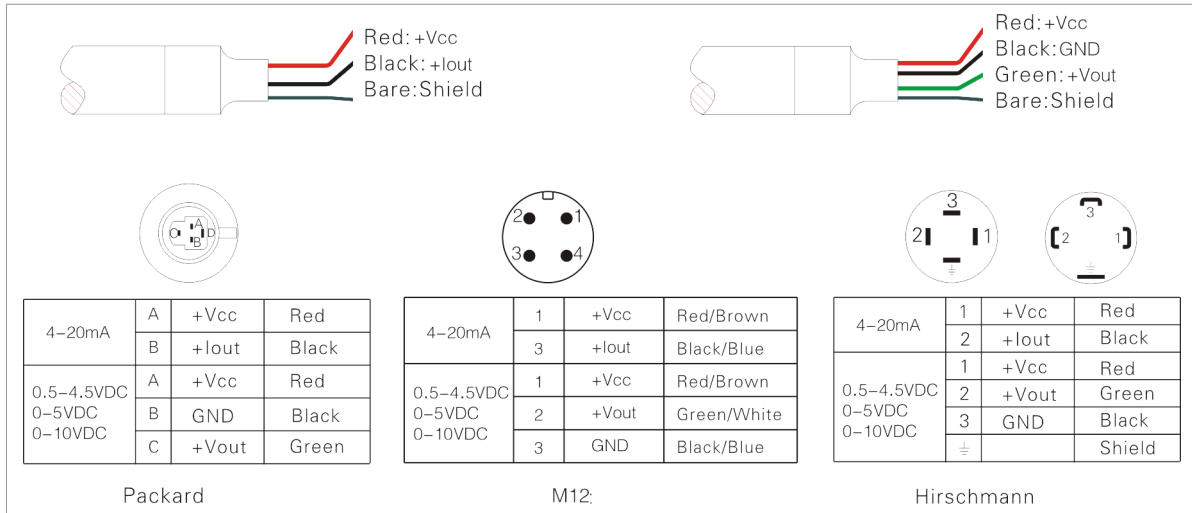 Red: +Vcc
Black: +Iout
Bare:Shield
Red: +Vcc
Black:GND
Green: +Vout
Bare:Shield
A
C D
B
2 1
3 4
3
2 1
3
2 1
4-20mA A +Vcc Red
B +Iout Black
0.5-4.5VDC
0-5VDC
0-10VDC
A +Vcc Red
B GND Black
C +Vout Green
Packard
4-20mA 1 +Vcc Red/Brown
3 +Iout Black/Blue
0.5-4.5VDC
0-5VDC
0-10VDC
1 +Vcc Red/Brown
2 +Vout Green/White
3 GND Black/Blue
M12:
4-20mA 1 +Vcc Red
2 +Iout Black
0.5-4.5VDC
0-5VDC
0-10VDC
1 +Vcc Red
2 +Vout Green
3 GND Black
⏚ Shield
Hirschmann